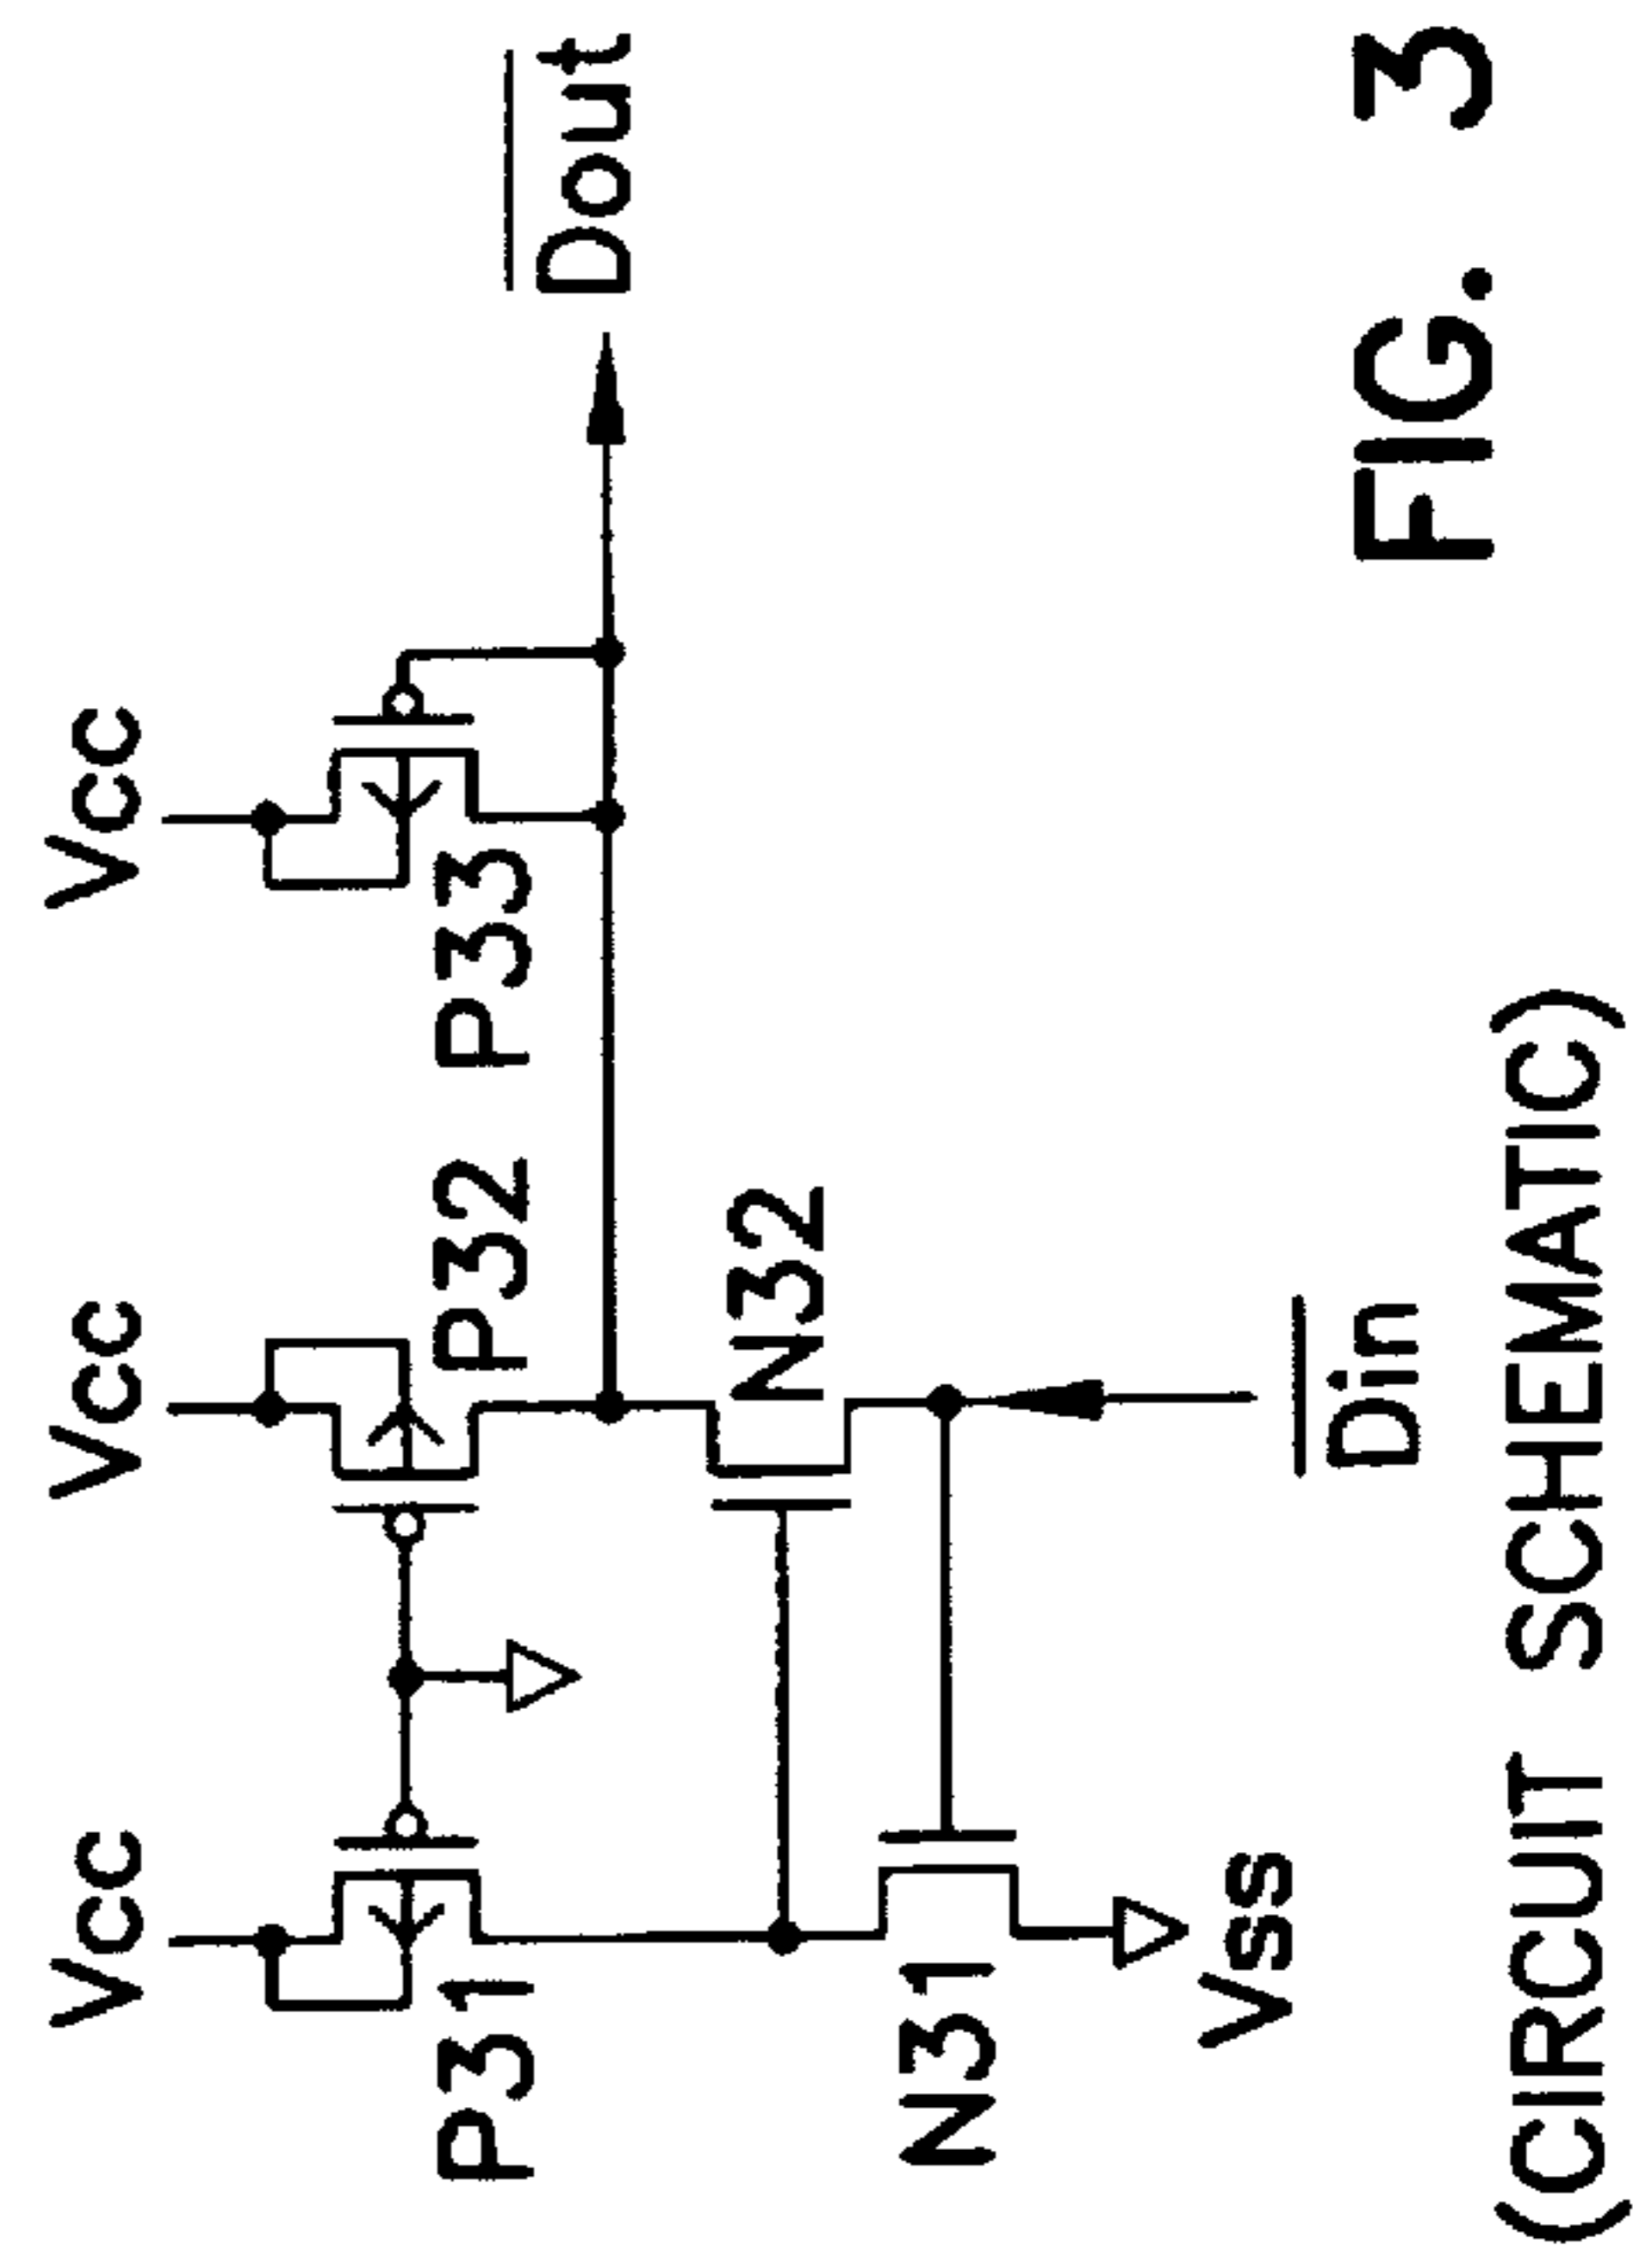 Vcc Vcc Vcc
P31 P32 P33
Dout
N32
N31
Vss
Din
FIG. 3
(CIRCUIT SCHEMATIC)